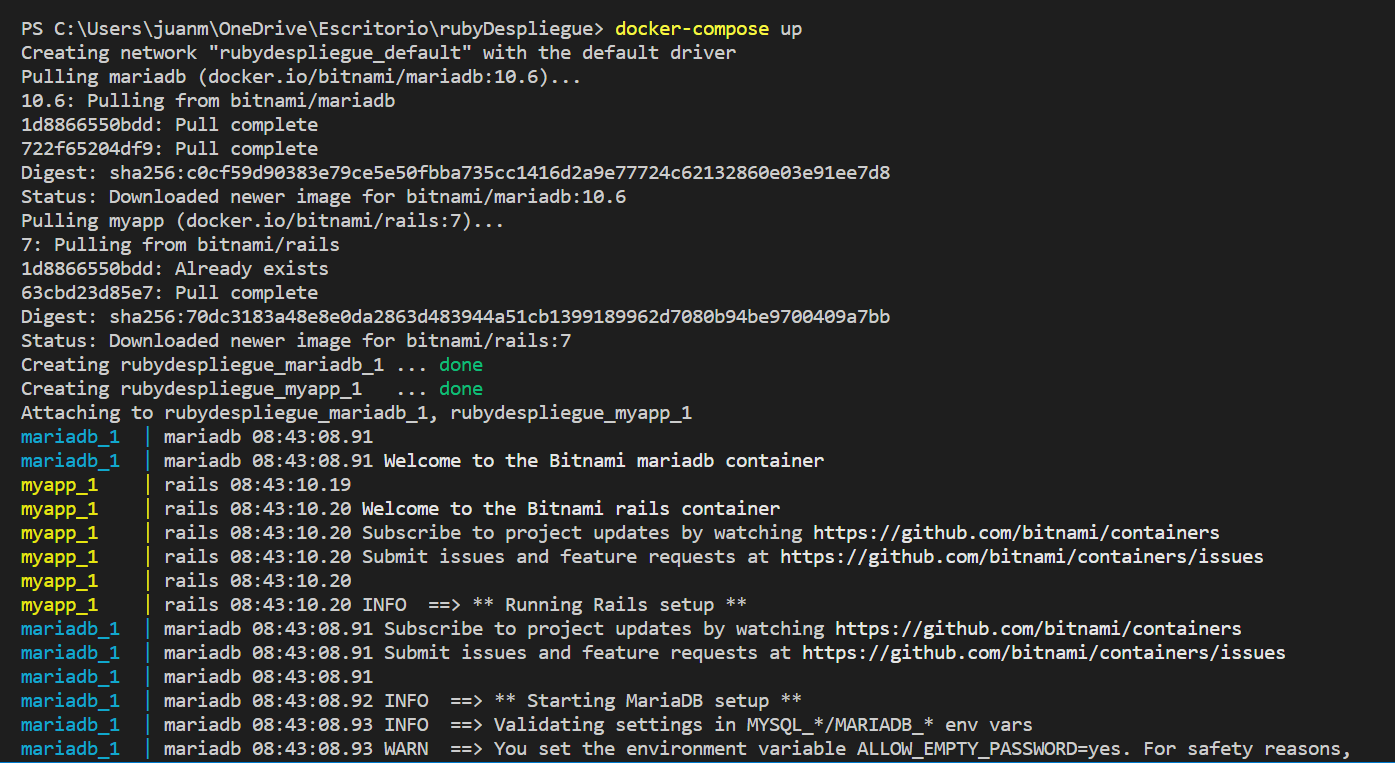 PS C:\Users\juanm\OneDrive\Escritorio\rubyDespliegue> docker-compose up
Creating network "rubydespliegue_default" with the default driver
Pulling mariadb (docker.io/bitnami/mariadb:10.6)...
10.6: Pulling from bitnami/mariadb
1d8866550bdd: Pull complete
722f65204df9: Pull complete
Digest: sha256:c0cf59d90383e79ce5e50fbba735cc1416d2a9e77724c62132860e03e91ee7d8
Status: Downloaded newer image for bitnami/mariadb:10.6
Pulling myapp (docker.io/bitnami/rails:7)...
7: Pulling from bitnami/rails
1d8866550bdd: Already exists
63cbd23d85e7: Pull complete
Digest: sha256:70dc3183a48e8e0da2863d483944a51cb1399189962d7080b94be9700409a7bb
Status: Downloaded newer image for bitnami/rails:7
Creating rubydespliegue_mariadb_1 ... done
Creating rubydespliegue_myapp_1   ... done
Attaching to rubydespliegue_mariadb_1, rubydespliegue_myapp_1
mariadb_1  | mariadb 08:43:08.91
mariadb_1  | mariadb 08:43:08.91 Welcome to the Bitnami mariadb container
myapp_1    | rails 08:43:10.19
myapp_1    | rails 08:43:10.20 Welcome to the Bitnami rails container
myapp_1    | rails 08:43:10.20 Subscribe to project updates by watching https://github.com/bitnami/containers
myapp_1    | rails 08:43:10.20 Submit issues and feature requests at https://github.com/bitnami/containers/issues
myapp_1    | rails 08:43:10.20
myapp_1    | rails 08:43:10.20 INFO  ==> ** Running Rails setup **
mariadb_1  | mariadb 08:43:08.91 Subscribe to project updates by watching https://github.com/bitnami/containers
mariadb_1  | mariadb 08:43:08.91 Submit issues and feature requests at https://github.com/bitnami/containers/issues
mariadb_1  | mariadb 08:43:08.91
mariadb_1  | mariadb 08:43:08.92 INFO  ==> ** Starting MariaDB setup **
mariadb_1  | mariadb 08:43:08.93 INFO  ==> Validating settings in MYSQL_*/MARIADB_* env vars
mariadb_1  | mariadb 08:43:08.93 WARN  ==> You set the environment variable ALLOW_EMPTY_PASSWORD=yes. For safety reasons,